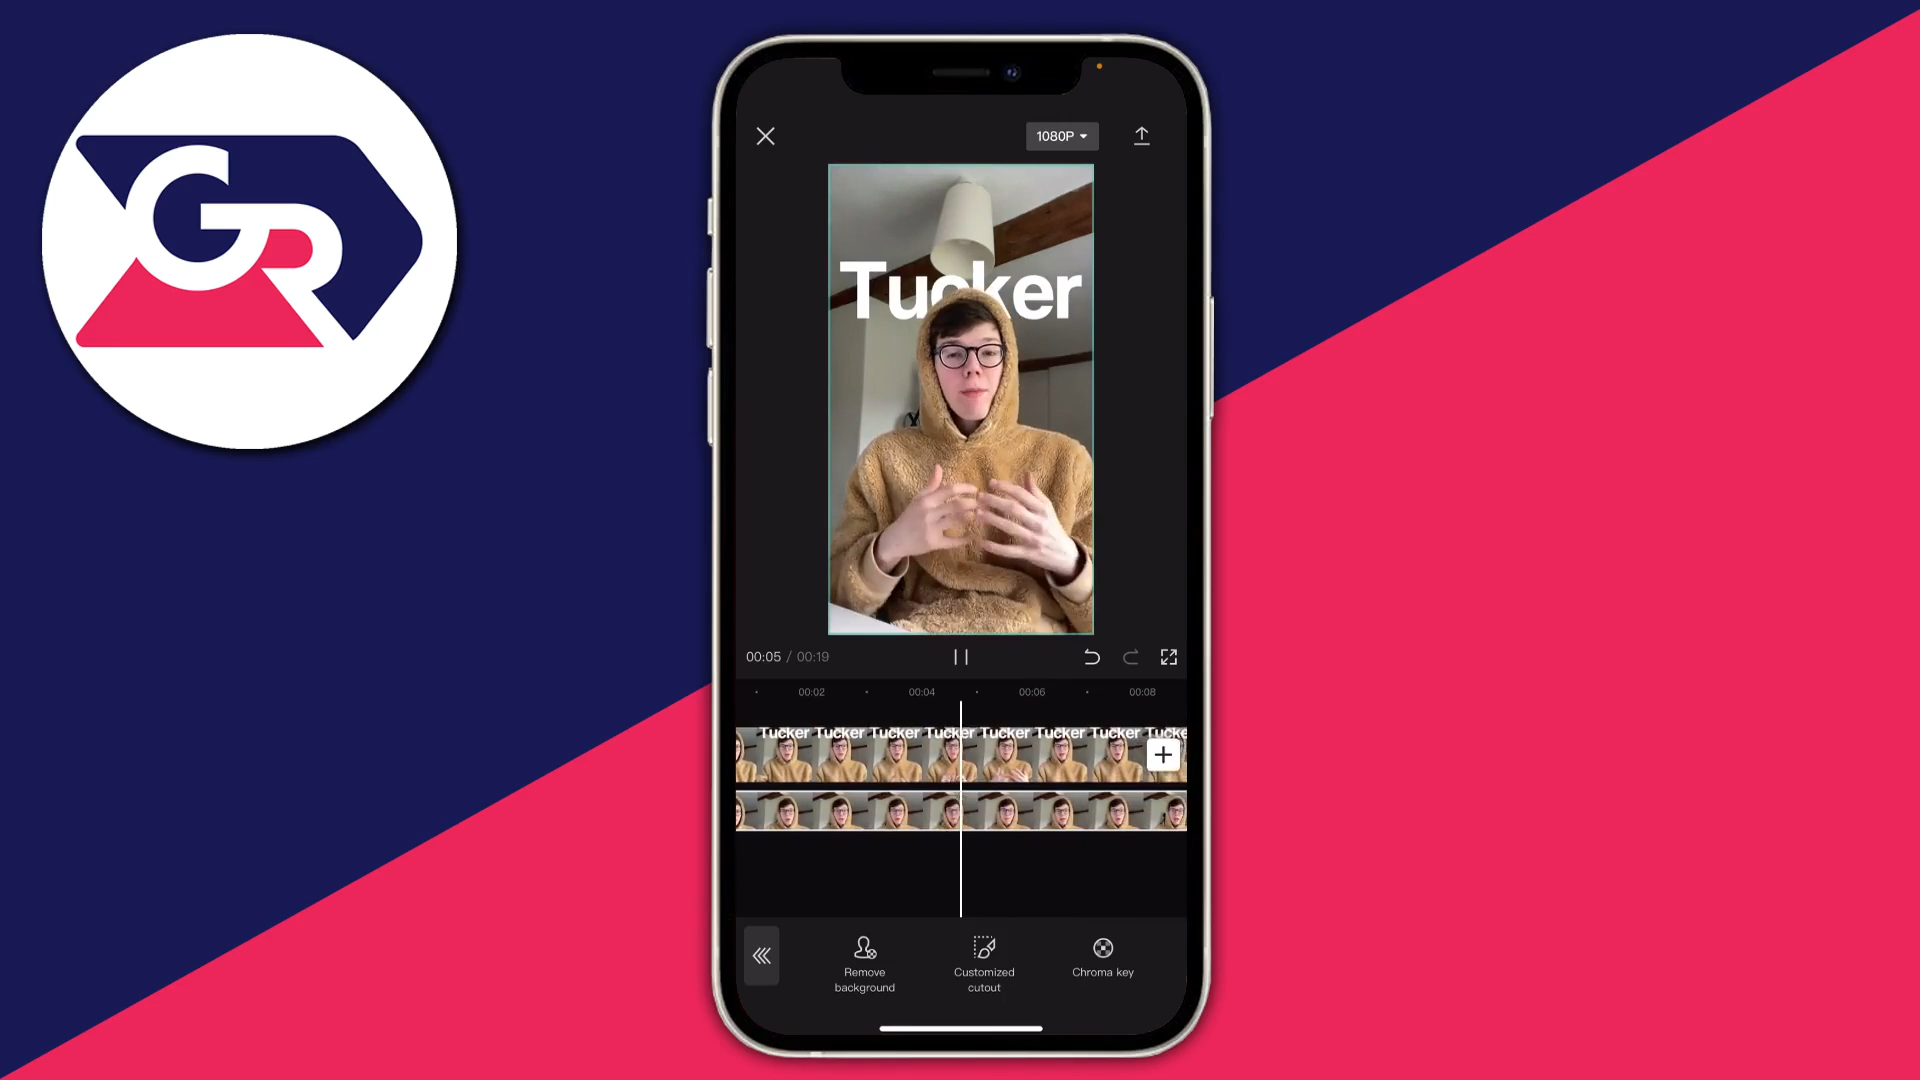 GR
1080P
Tucker
00:05 / 00:19
00:02 00:04 00:06 00:08
Tucker Tucker Tucker Tucker Tucker Tucker Tucker Tucke
Remove
background
Customized
cutout
Chroma key